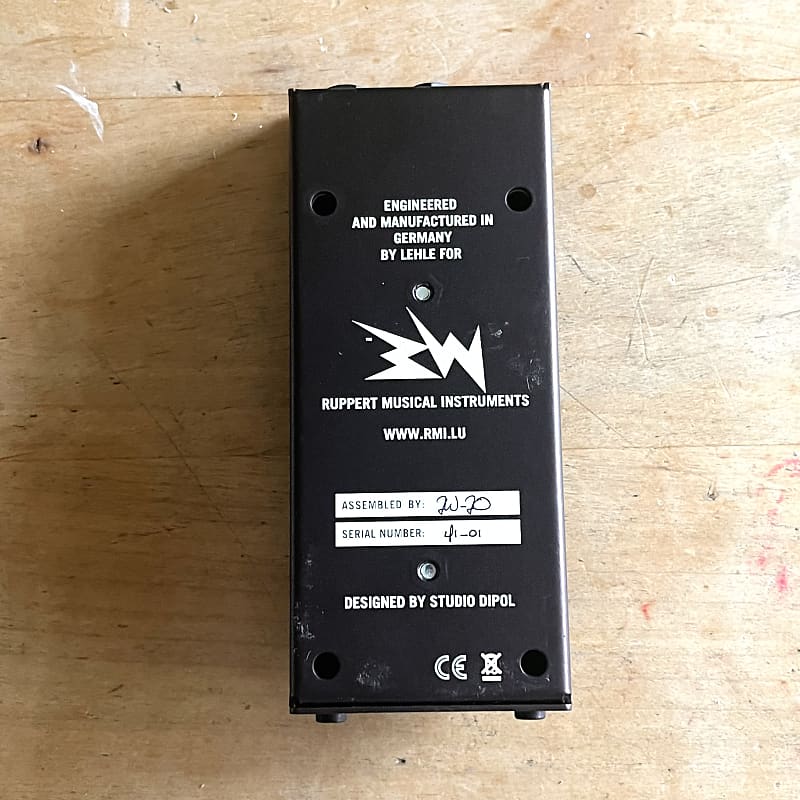 ENGINEERED
AND MANUFACTURED IN
GERMANY
BY LEHLE FOR
RUPPERT MUSICAL INSTRUMENTS
WWW.RMI.LU
ASSEMBLED BY:
SERIAL NUMBER: 41-01
DESIGNED BY STUDIO DIPOL
CE